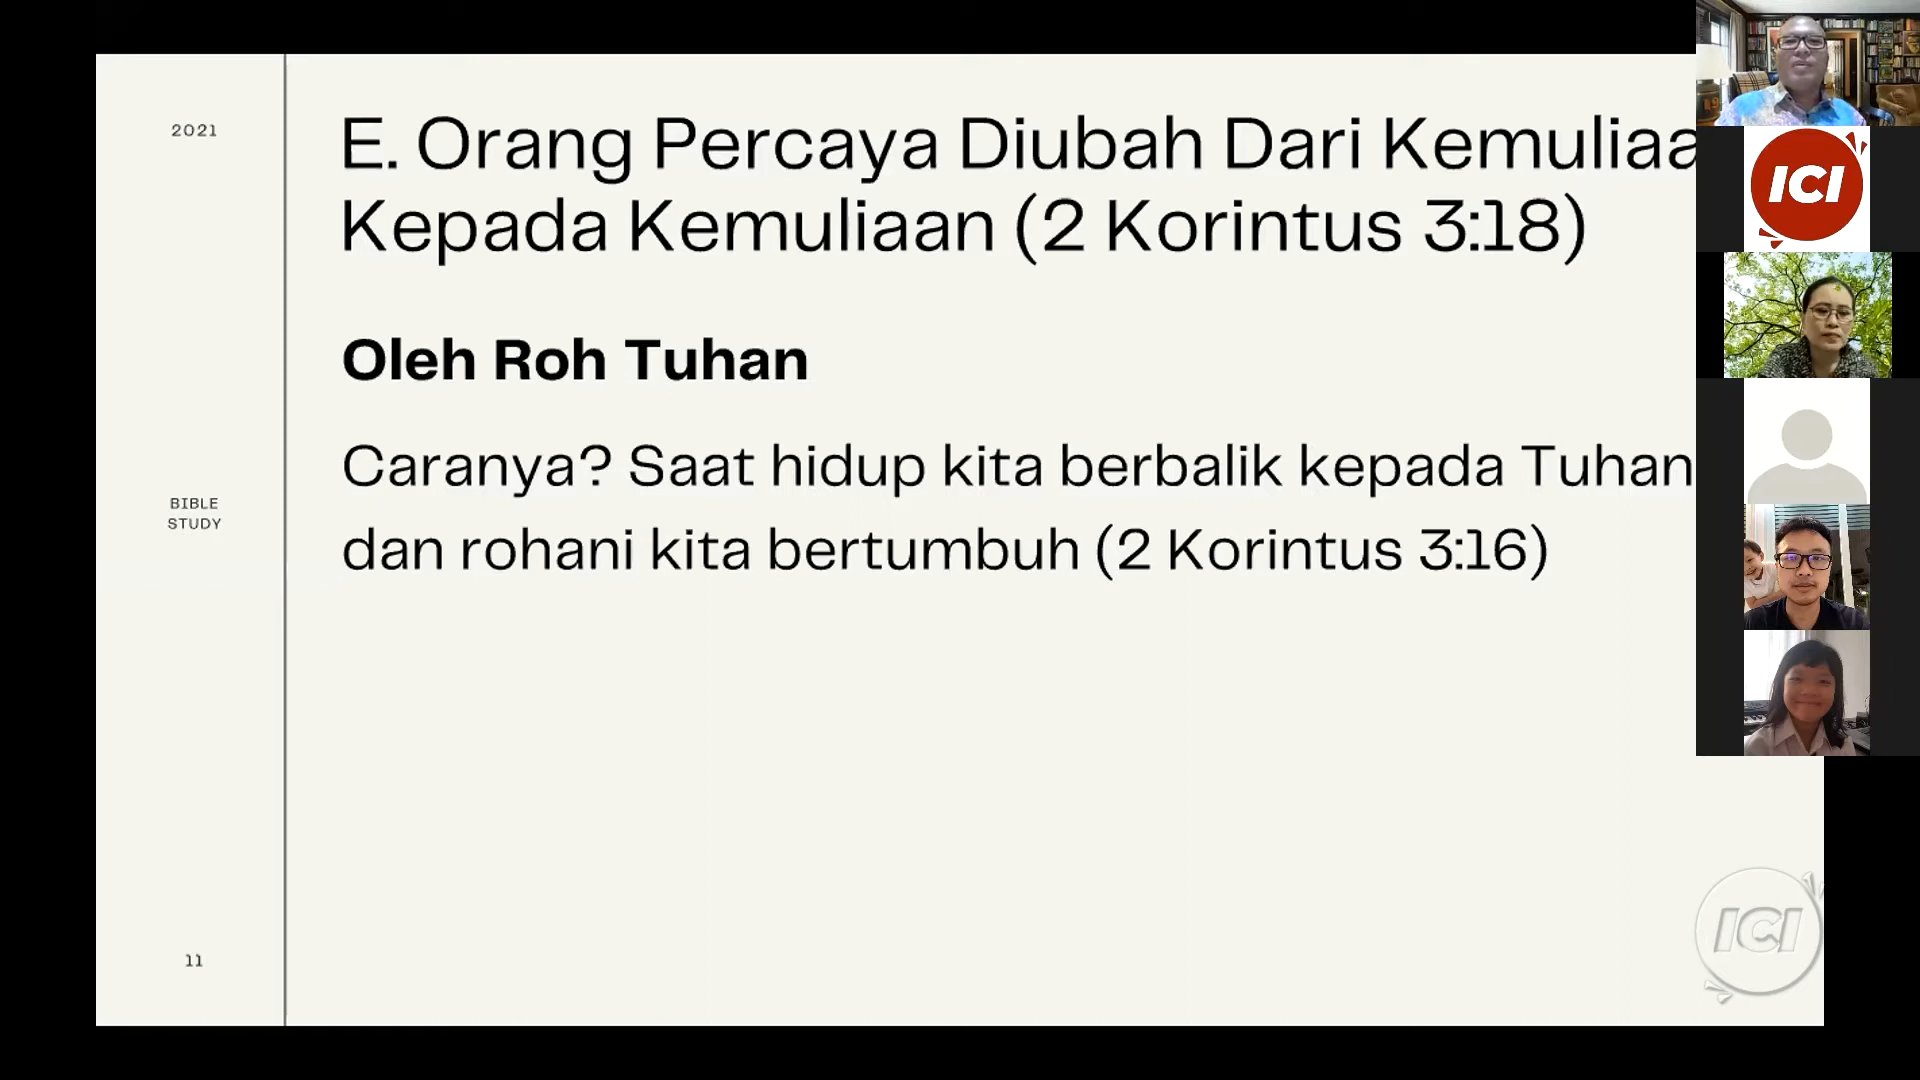 2021
E. Orang Percaya Diubah Dari Kemuliaa
Kepada Kemuliaan (2 Korintus 3:18)
Oleh Roh Tuhan
Caranya? Saat hidup kita berbalik kepada Tuhan
dan rohani kita bertumbuh (2 Korintus 3:16)
BIBLE
STUDY
11
ICI
ICI